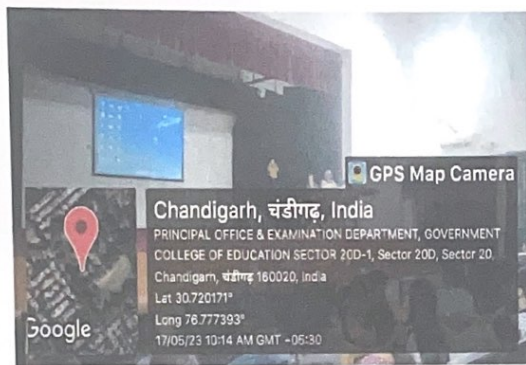 GPS Map Camera
Chandigarh, चंडीगढ़, India
PRINCIPAL OFFICE & EXAMINATION DEPARTMENT, GOVERNMENT
COLLEGE OF EDUCATION SECTOR 20D-1, Sector 20D, Sector 20,
Chandigarh, चंडीगढ़ 160020, India
Lat 30.720171°
Long 76.777393°
17/05/23 10:14 AM GMT +05:30
Google